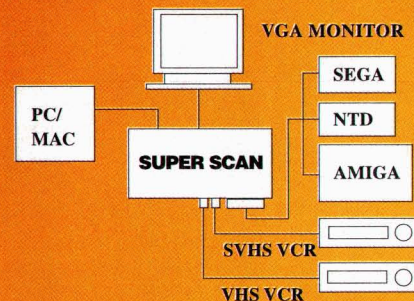 VGA MONITOR
SEGA
PC/
MAC
NTD
SUPER SCAN
AMIGA
SVHS VCR
VHS VCR